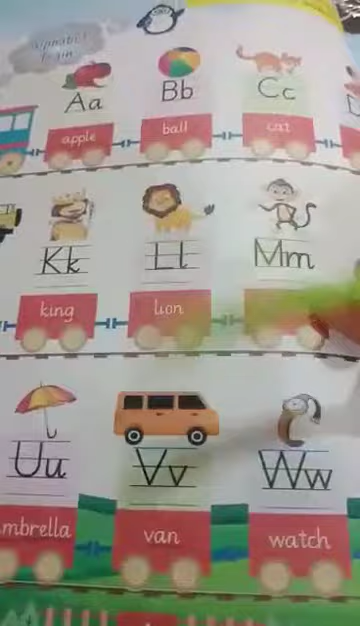 alphabet
train
Aa Bb Cc
apple ball cat
Kk Ll Mm
king lion
Uu Vv Ww
mbrella van watch